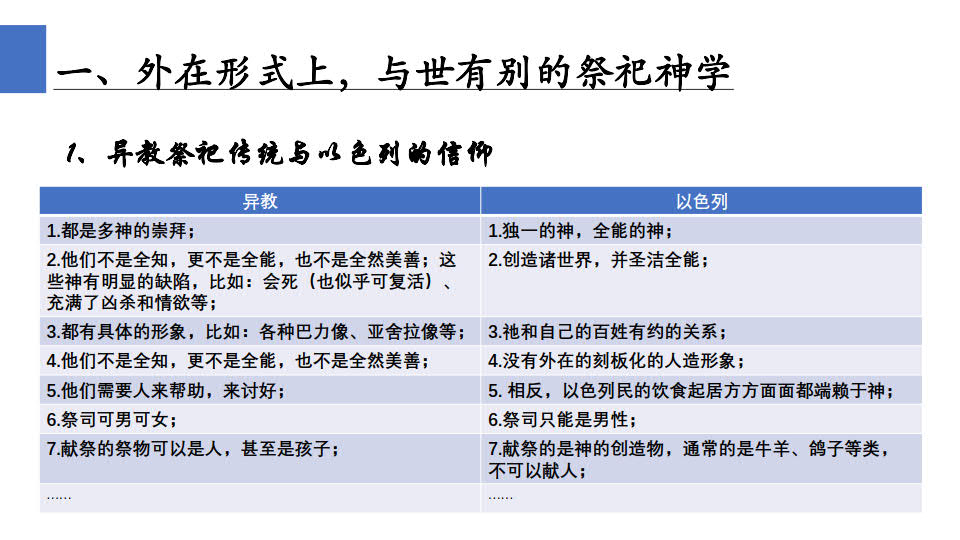 一、外在形式上，与世有别的祭祀神学
1、异教祭祀传统与以色列的信仰
异教
以色列
1.都是多神的崇拜；
1.独一的神，全能的神；
2.他们不是全知，更不是全能，也不是全然美善；这
些神有明显的缺陷，比如：会死（也似乎可复活）、
充满了凶杀和情欲等；
2.创造诸世界，并圣洁全能；
3.都有具体的形象，比如：各种巴力像、亚舍拉像等；
3.祂和自己的百姓有约的关系；
4.他们不是全知，更不是全能，也不是全然美善；
4.没有外在的刻板化的人造形象；
5.他们需要人来帮助，来讨好；
5. 相反，以色列民的饮食起居方方面面都端赖于神；
6.祭司可男可女；
6.祭司只能是男性；
7.献祭的祭物可以是人，甚至是孩子；
7.献祭的是神的创造物，通常的是牛羊、鸽子等类，
不可以献人；
……
……